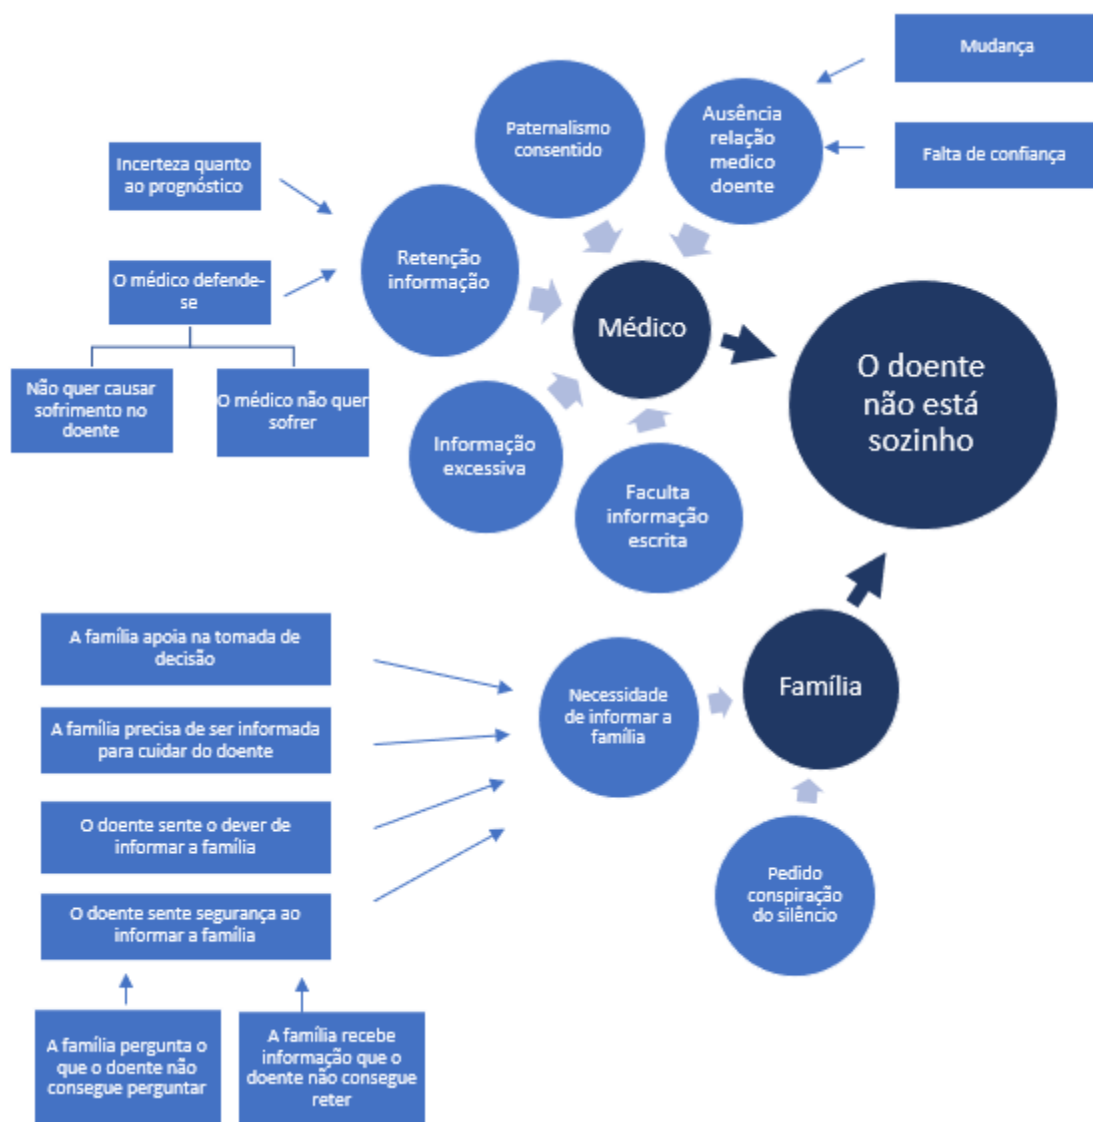 Mudança
Paternalismo
consentido
Ausência
relação
medico
doente
Falta de confiança
Incerteza quanto
ao prognóstico
Retenção
informação
O médico defende-
se
Médico
O doente
não está
sozinho
Não quer causar
sofrimento no
doente
O médico não quer
sofrer
Informação
excessiva
Faculta
informação
escrita
A família apoia na tomada de
decisão
A família precisa de ser informada
para cuidar do doente
O doente sente o dever de
informar a família
O doente sente segurança ao
informar a família
Necessidade
de informar a
família
Família
Pedido
conspiração
do silêncio
A família pergunta o
que o doente não
consegue perguntar
A família recebe
informação que o
doente não consegue
reter